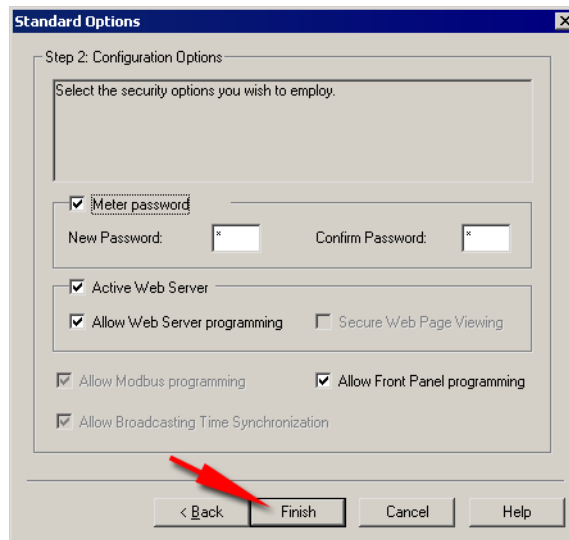 Standard Options
Step 2: Configuration Options
Select the security options you wish to employ.
Meter password
New Password: * Confirm Password: *
Active Web Server
Allow Web Server programming Secure Web Page Viewing
Allow Modbus programming Allow Front Panel programming
Allow Broadcasting Time Synchronization
< Back Finish Cancel Help